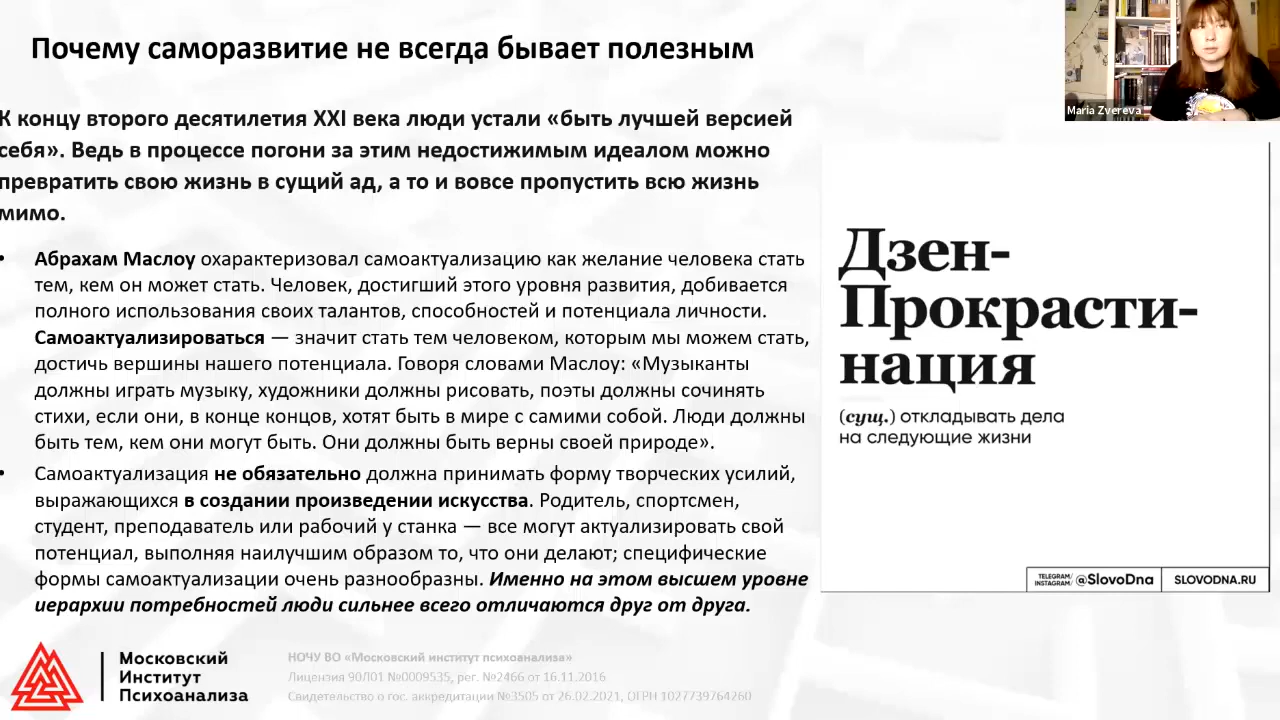 Почему саморазвитие не всегда бывает полезным
Maria Zvereva
К концу второго десятилетия XXI века люди устали «быть лучшей версией
себя». Ведь в процессе погони за этим недостижимым идеалом можно
превратить свою жизнь в сущий ад, а то и вовсе пропустить всю жизнь
мимо.
• Абрахам Маслоу охарактеризовал самоактуализацию как желание человека стать
тем, кем он может стать. Человек, достигший этого уровня развития, добивается
полного использования своих талантов, способностей и потенциала личности.
Самоактуализироваться — значит стать тем человеком, которым мы можем стать,
достичь вершины нашего потенциала. Говоря словами Маслоу: «Музыканты
должны играть музыку, художники должны рисовать, поэты должны сочинять
стихи, если они, в конце концов, хотят быть в мире с самими собой. Люди должны
быть тем, кем они могут быть. Они должны быть верны своей природе».
• Самоактуализация не обязательно должна принимать форму творческих усилий,
выражающихся в создании произведении искусства. Родитель, спортсмен,
студент, преподаватель или рабочий у станка — все могут актуализировать свой
потенциал, выполняя наилучшим образом то, что они делают; специфические
формы самоактуализации очень разнообразны. Именно на этом высшем уровне
иерархии потребностей люди сильнее всего отличаются друг от друга.
Дзен-
Прокрасти-
нация
(сущ.) откладывать дела
на следующие жизни
TELEGRAM/
INSTAGRAM/
@SlovoDna
SLOVODNA.RU
Московский
Институт
Психоанализа
НОЧУ ВО «Московский институт психоанализа»
Лицензия 90Л01 №0009535, рег. №2466 от 16.11.2016
Свидетельство о гос. аккредитации №3505 от 26.02.2021, ОГРН 1027739764260